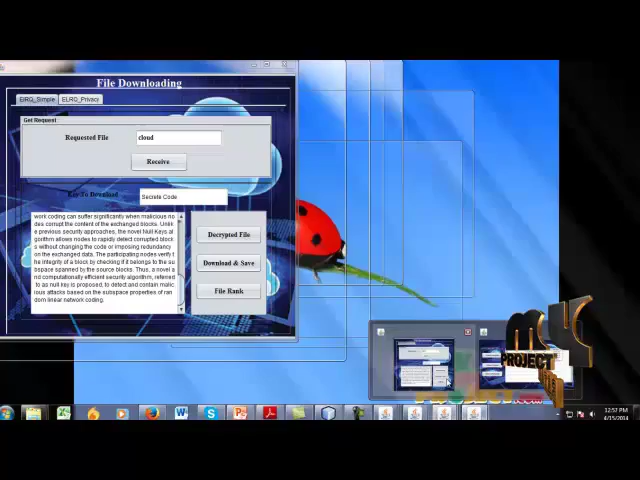 File Downloading
EIRQ_Simple ELRQ_Privacy
Get Request
Requested File cloud
Receive
Key To Download Secrete Code
work coding can suffer significantly when malicious no
des corrupt the content of the exchanged blocks. Unlik
e previous security approaches, the novel Null Keys al
gorithm allows nodes to rapidly detect corrupted block
s without changing the code or imposing redundancy
on the exchanged data. The participating nodes verify t
he integrity of a block by checking if it belongs to the su
bspace spanned by the source blocks. Thus, a novel a
nd computationally efficient security algorithm, referred
to as null key is proposed, to detect and contain malic
ious attacks based on the subspace properties of ran
dom linear network coding.
Decrypted File
Download & Save
File Rank
PROJECT
12:57 PM
4/15/2014